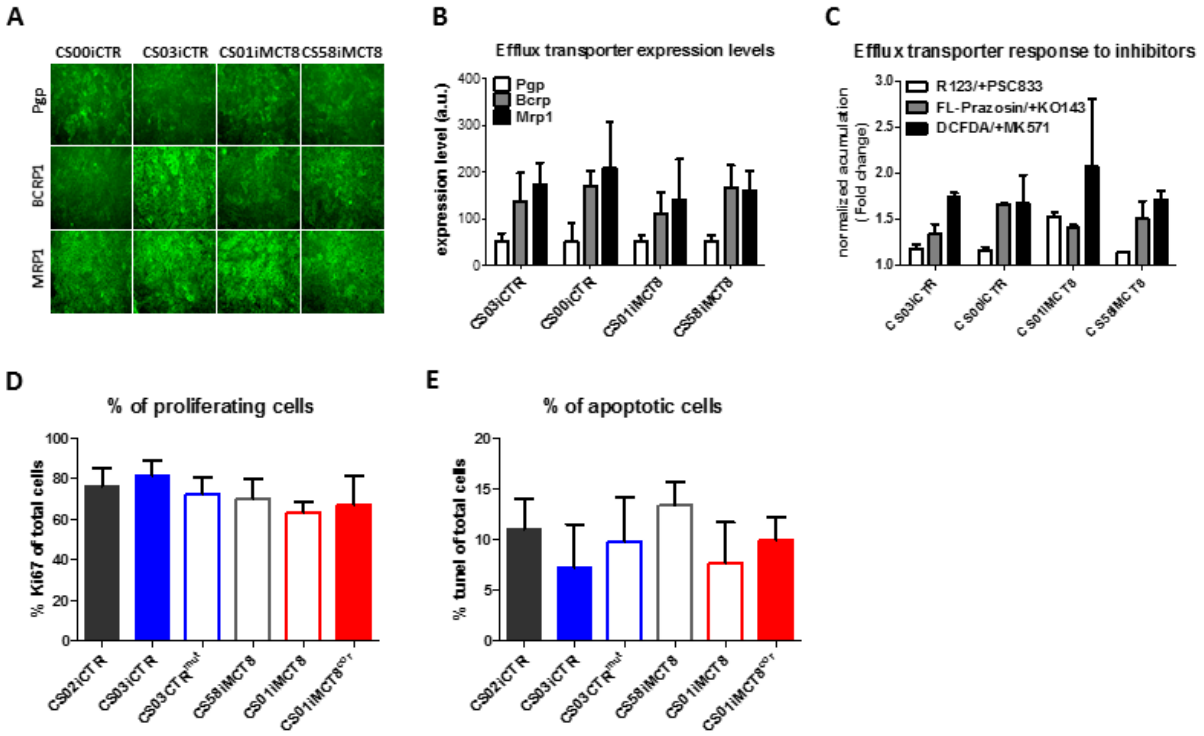 A
CS00iCTR CS03iCTR CS01iMCT8 CS58iMCT8
Pgp
BCRP1
MRP1
B
Efflux transporter expression levels
expression level (a.u.)
400
300
200
100
0
Pgp
Bcrp
Mrp1
CS03iCTR
CS00iCTR
CS01iMCT8
CS58iMCT8
C
Efflux transporter response to inhibitors
normalized acumulation
(Fold change)
3.0
2.5
2.0
1.5
1.0
R123/+PSC833
FL-Prazosin/+KO143
DCFDA/+MK571
CS03iCTR
CS00iCTR
CS01iMCT8
CS58iMCT8
D
% of proliferating cells
% Ki67 of total cells
100
80
60
40
20
0
CS02iCTR
CS03iCTR
CS03CTRmut
CS58iMCT8
CS01iMCT8
CS01iMCT8cor
E
% of apoptotic cells
% tunel of total cells
20
15
10
5
0
CS02iCTR
CS03iCTR
CS03CTRmut
CS58iMCT8
CS01iMCT8
CS01iMCT8cor